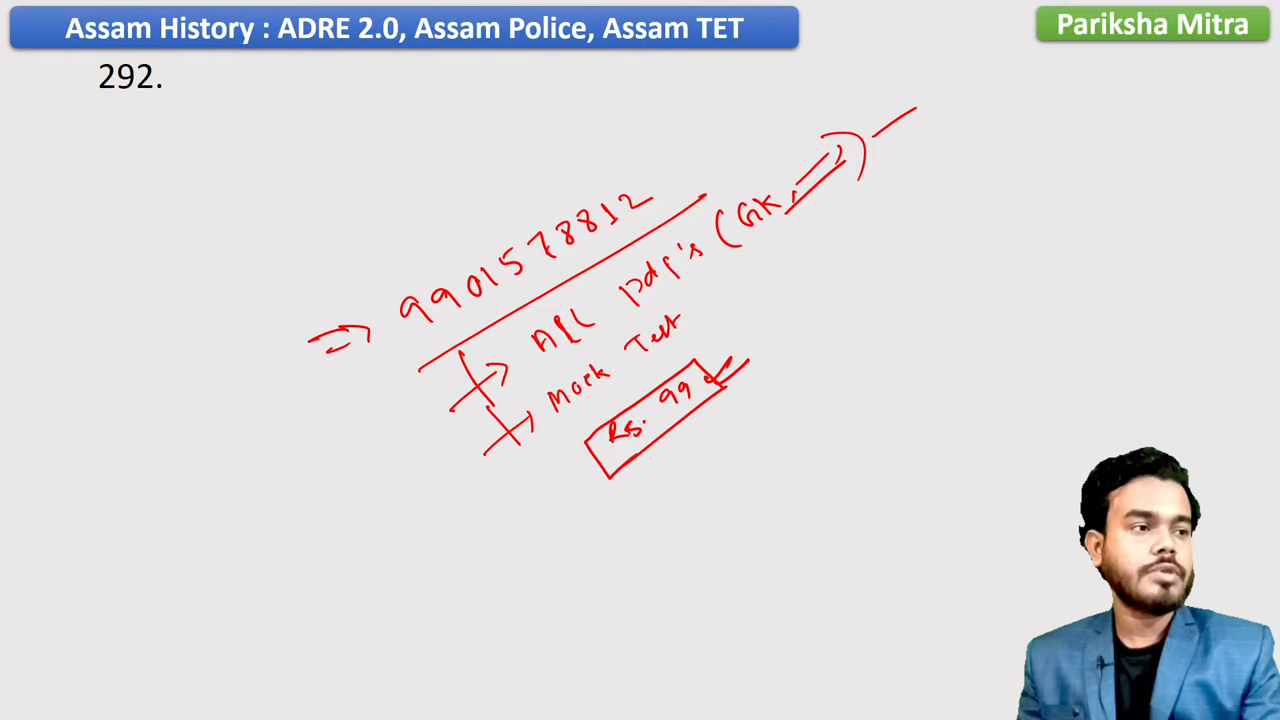 Assam History : ADRE 2.0, Assam Police, Assam TET
Pariksha Mitra
292.
9901578812
pdf's (GK,
Mock Test
Rs. 99